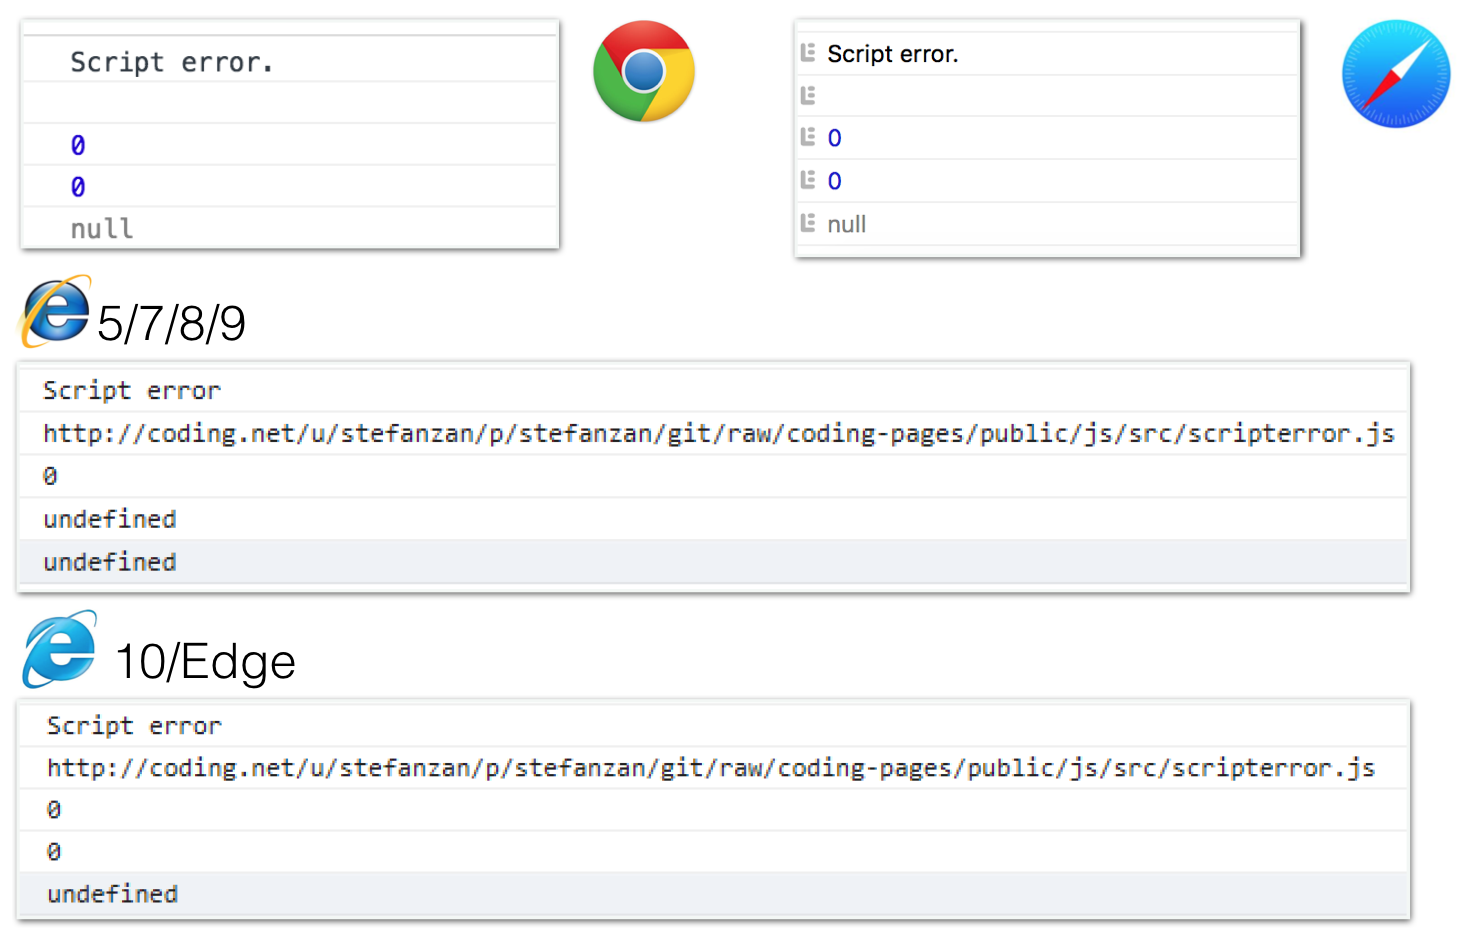 Script error.
0
0
null
Script error.
0
0
null
5/7/8/9
Script error
http://coding.net/u/stefanzan/p/stefanzan/git/raw/coding-pages/public/js/src/scripterror.js
0
undefined
undefined
10/Edge
Script error
http://coding.net/u/stefanzan/p/stefanzan/git/raw/coding-pages/public/js/src/scripterror.js
0
0
undefined